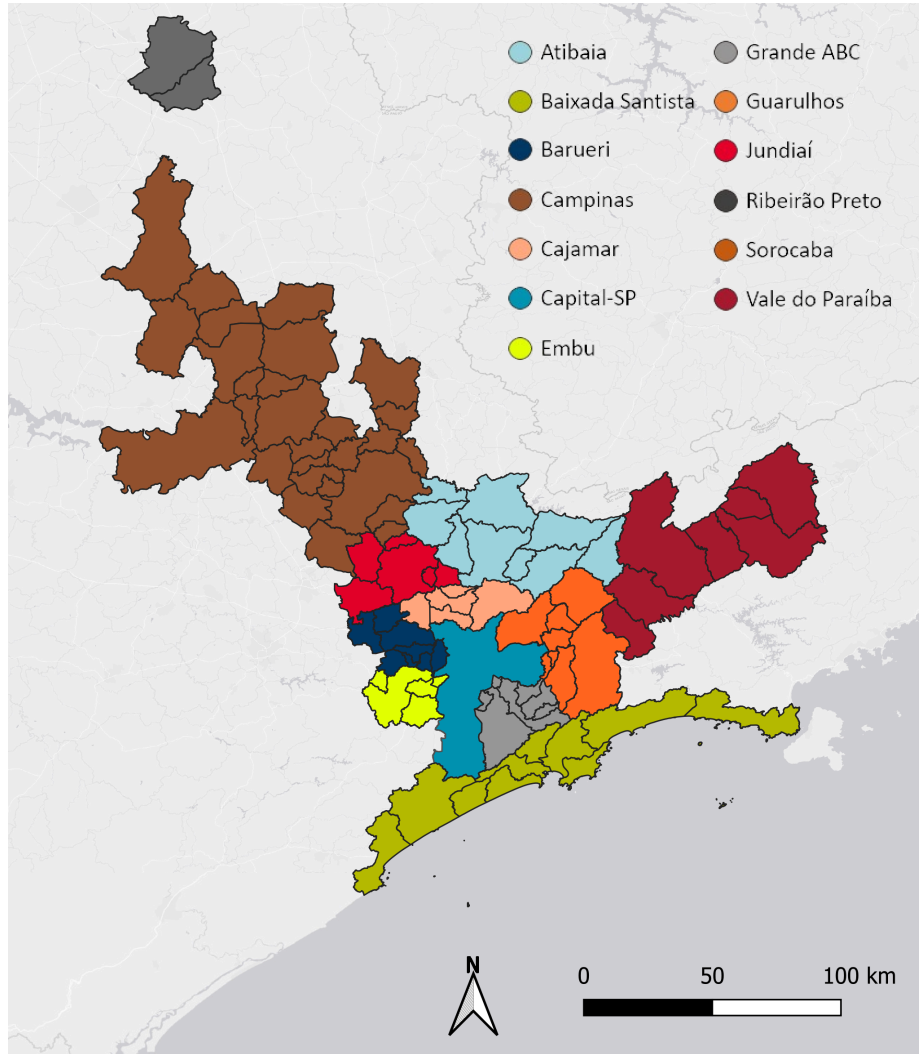 Atibaia
Baixada Santista
Barueri
Campinas
Cajamar
Capital-SP
Embu
Grande ABC
Guarulhos
Jundiaí
Ribeirão Preto
Sorocaba
Vale do Paraíba
N
0 50 100 km